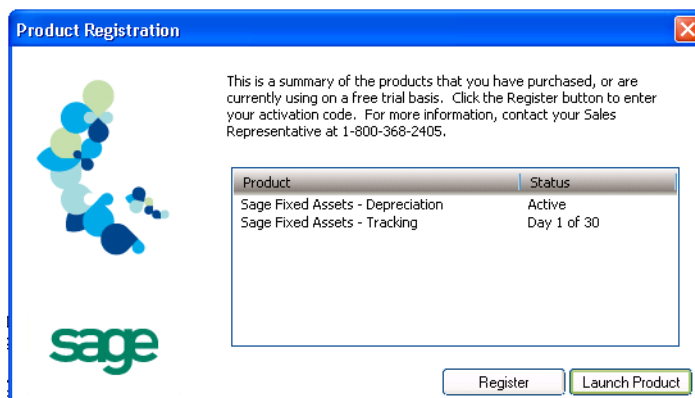 Product Registration
This is a summary of the products that you have purchased, or are
currently using on a free trial basis. Click the Register button to enter
your activation code. For more information, contact your Sales
Representative at 1-800-368-2405.
Product Status
Sage Fixed Assets - Depreciation Active
Sage Fixed Assets - Tracking Day 1 of 30
sage
Register Launch Product